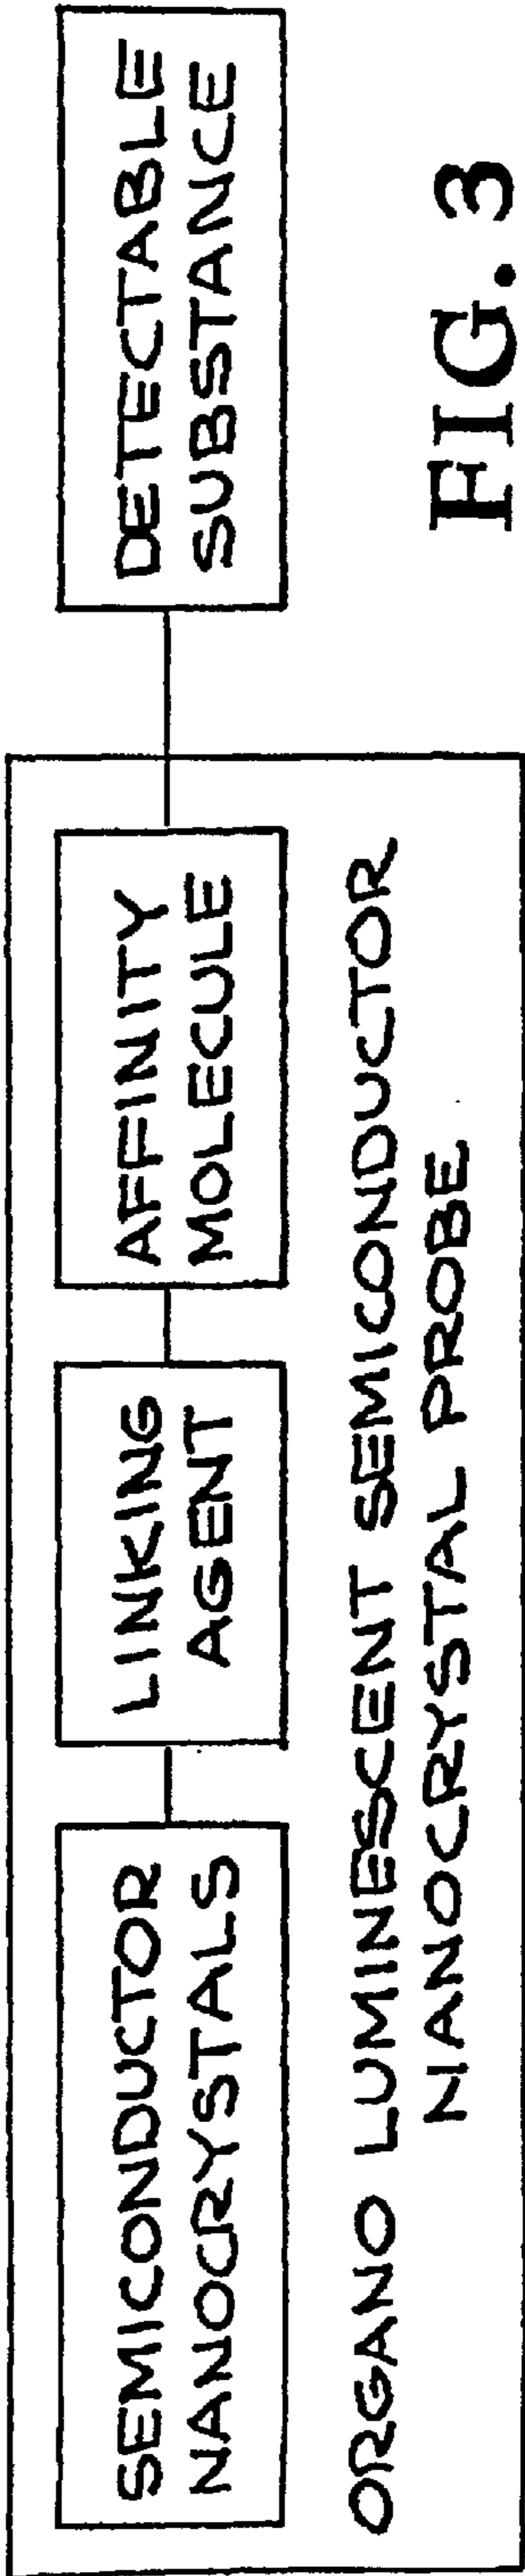 SEMICONDUCTOR
NANOCRYSTALS
LINKING
AGENT
AFFINITY
MOLECULE
ORGANO LUMINESCENT SEMICONDUCTOR
NANOCRYSTAL PROBE
DETECTABLE
SUBSTANCE
FIG. 3